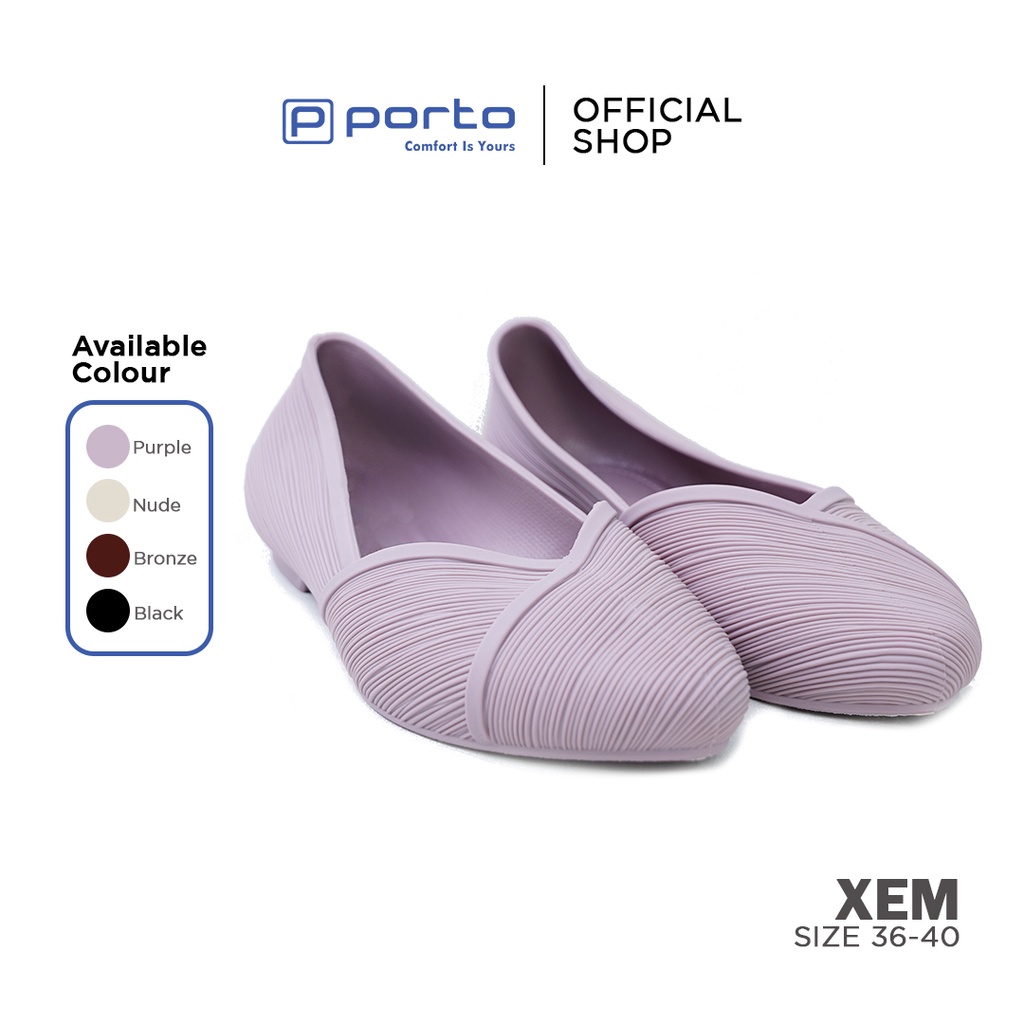 P porto
Comfort Is Yours
OFFICIAL
SHOP
Available
Colour
Purple
Nude
Bronze
Black
XEM
SIZE 36-40